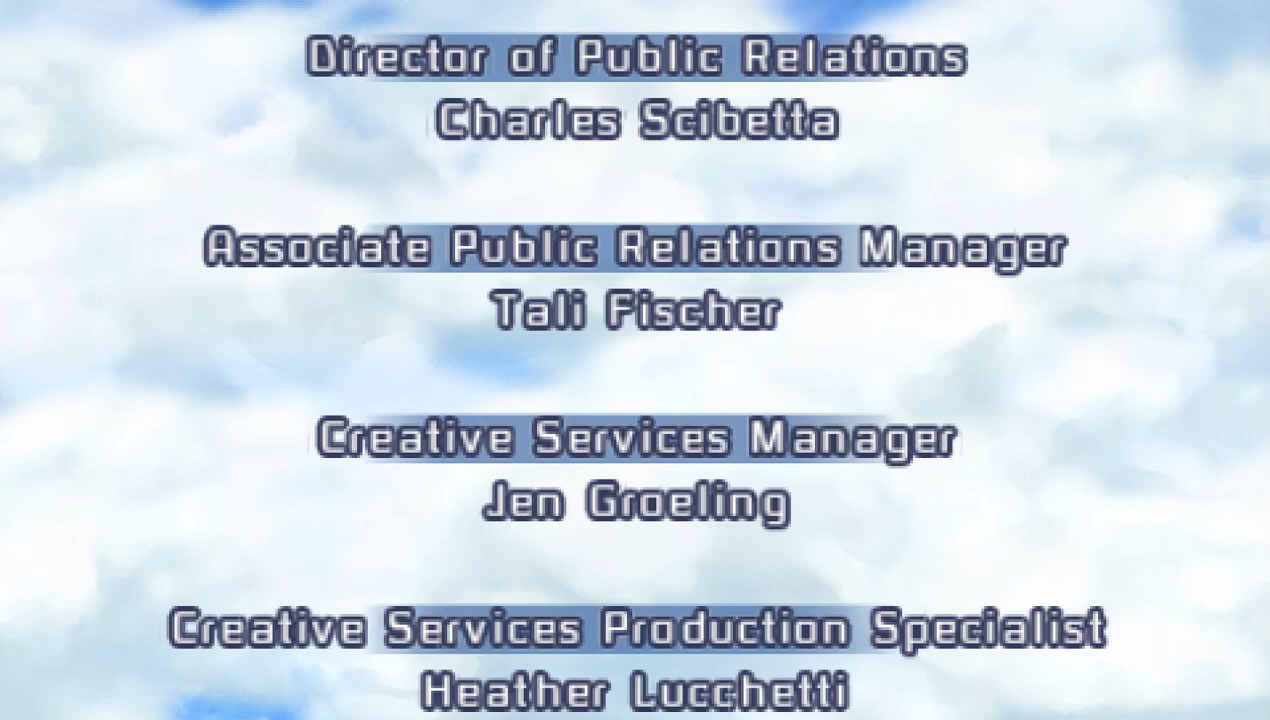 Director of Public Relations
Charles Scibetta
Associate Public Relations Manager
Tali Fischer
Creative Services Manager
Jen Groeling
Creative Services Production Specialist
Heather Lucchetti